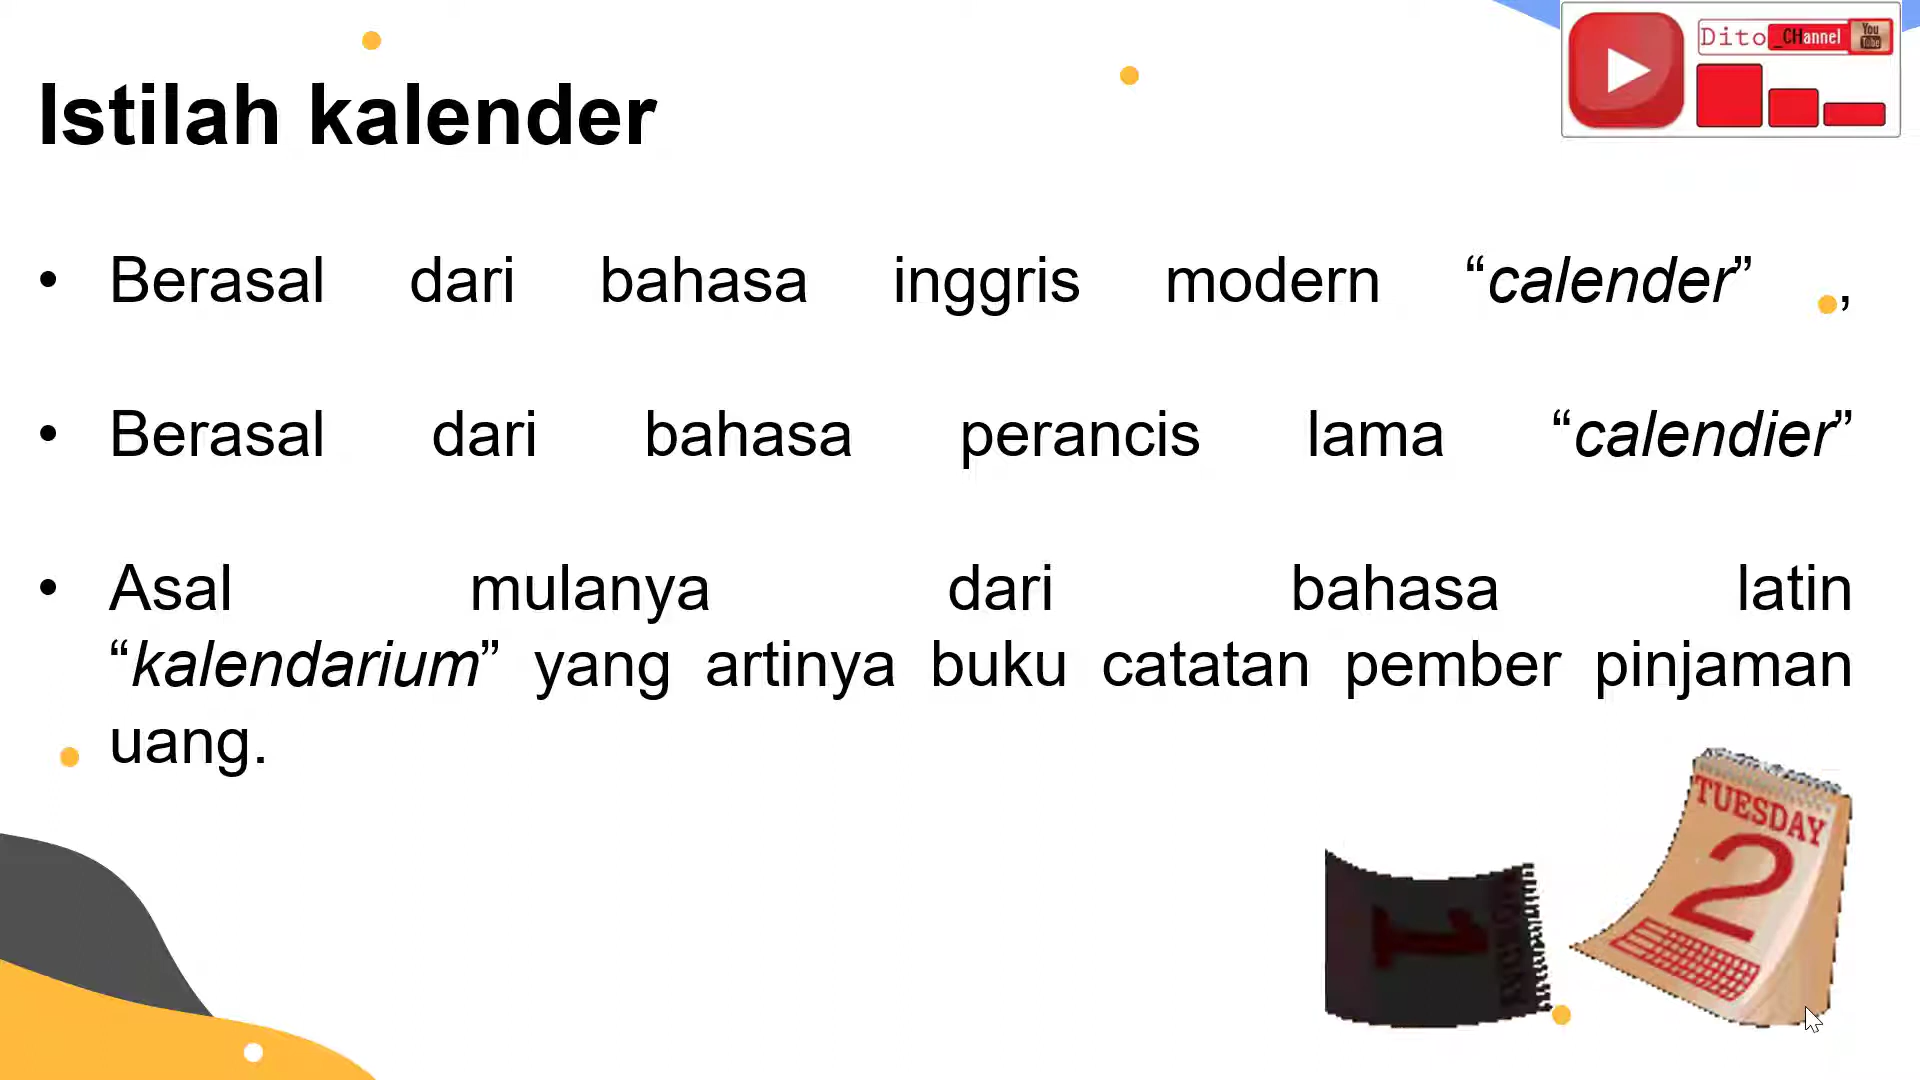 Dito_CHannel You Tube
Istilah kalender
• Berasal dari bahasa inggris modern “calender” ,
• Berasal dari bahasa perancis lama “calendier”
• Asal mulanya dari bahasa latin
“kalendarium” yang artinya buku catatan pember pinjaman
uang.
TUESDAY
2
1